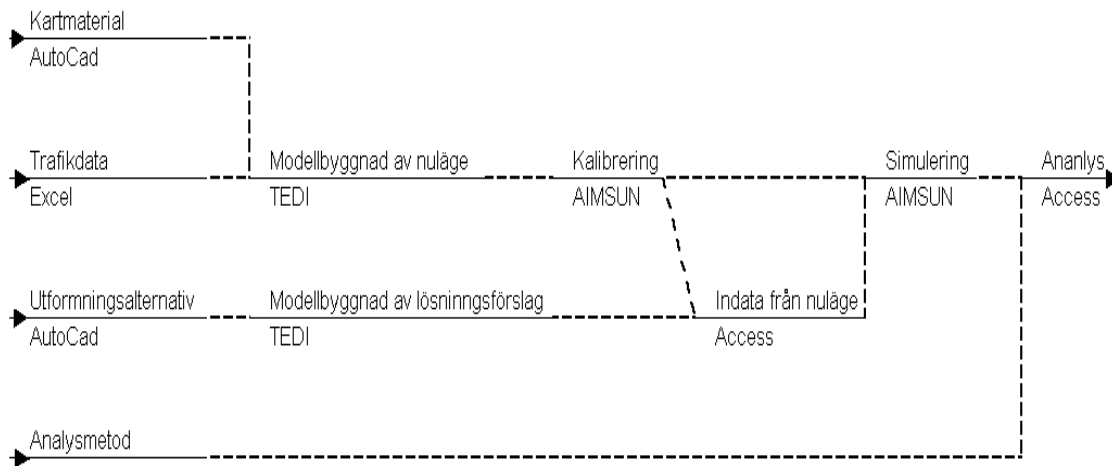 Kartmaterial
AutoCad
Trafikdata
Excel
Modellbyggnad av nuläge
TEDI
Kalibrering
AIMSUN
Simulering
AIMSUN
Ananlys
Access
Utformningsalternativ
AutoCad
Modellbyggnad av lösninngsförslag
TEDI
Indata från nuläge
Access
Analysmetod